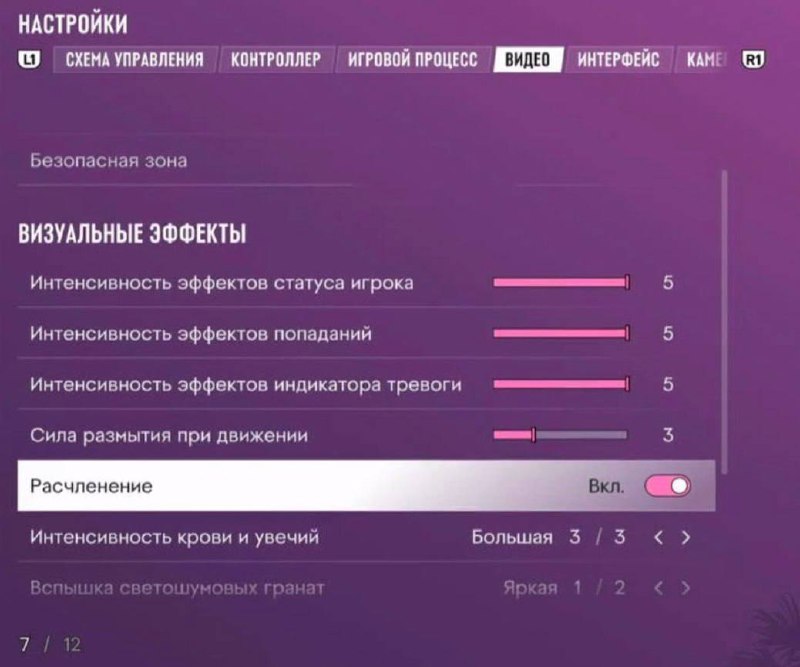 НАСТРОЙКИ
L1 СХЕМА УПРАВЛЕНИЯ КОНТРОЛЛЕР ИГРОВОЙ ПРОЦЕСС ВИДЕО ИНТЕРФЕЙС КАМЕ R1
Безопасная зона
ВИЗУАЛЬНЫЕ ЭФФЕКТЫ
Интенсивность эффектов статуса игрока 5
Интенсивность эффектов попаданий 5
Интенсивность эффектов индикатора тревоги 5
Сила размытия при движении 3
Расчленение Вкл.
Интенсивность крови и увечий Большая 3 / 3 < >
Вспышка светошумовых гранат Яркая 1 / 2 < >
7 / 12